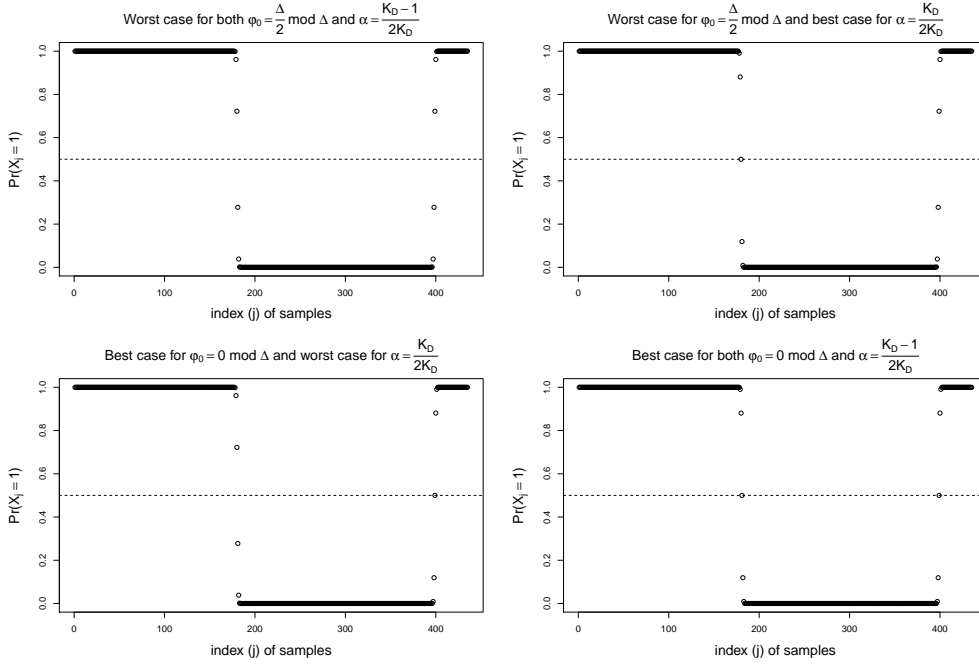 Worst case for both φ₀ = Δ/2 mod Δ and α = K_D − 1/2K_D
Pr(X_j = 1)
0.0 0.2 0.4 0.6 0.8 1.0
0 100 200 300 400
index (j) of samples
Worst case for φ₀ = Δ/2 mod Δ and best case for α = K_D/2K_D
Pr(X_j = 1)
0.0 0.2 0.4 0.6 0.8 1.0
0 100 200 300 400
index (j) of samples
Best case for φ₀ = 0 mod Δ and worst case for α = K_D/2K_D
Pr(X_j = 1)
0.0 0.2 0.4 0.6 0.8 1.0
0 100 200 300 400
index (j) of samples
Best case for both φ₀ = 0 mod Δ and α = K_D − 1/2K_D
Pr(X_j = 1)
0.0 0.2 0.4 0.6 0.8 1.0
0 100 200 300 400
index (j) of samples